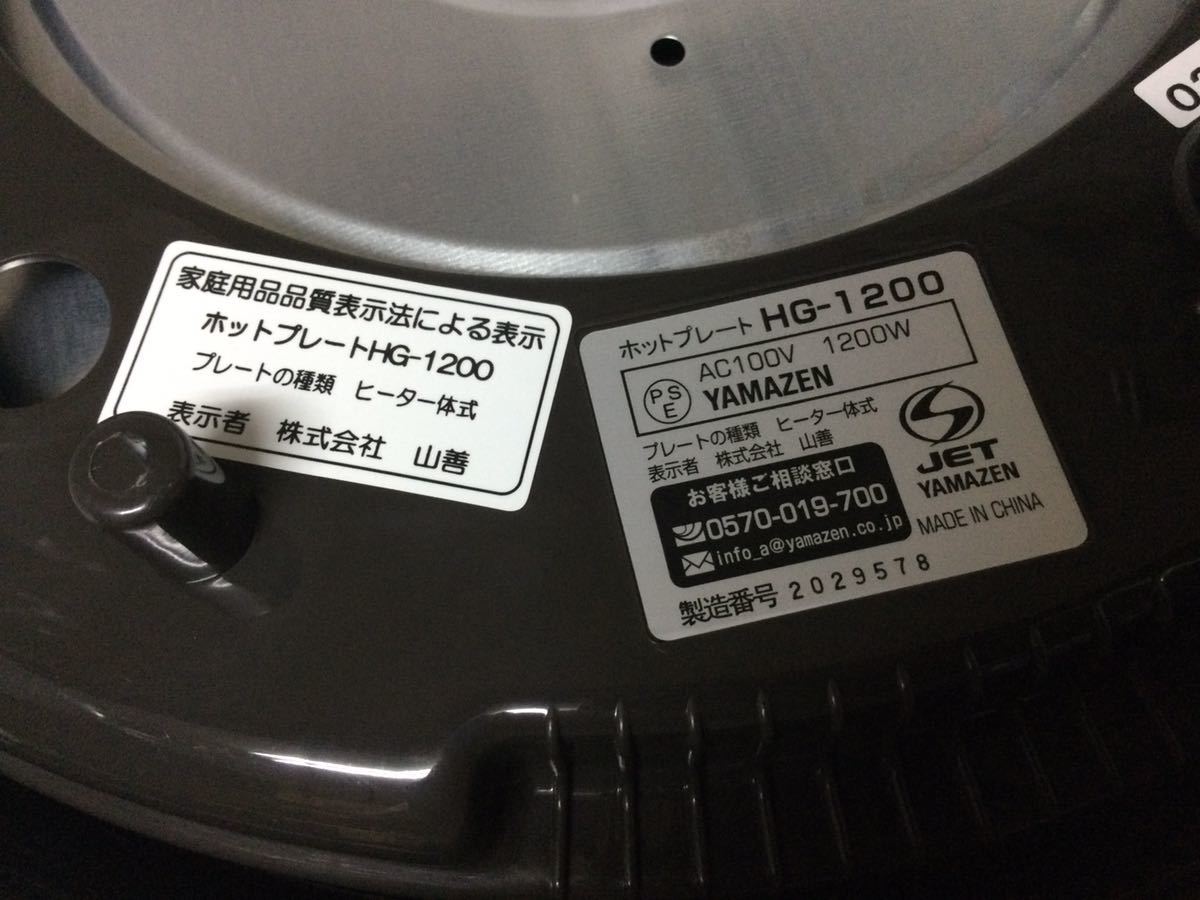 家庭用品品質表示法による表示
ホットプレートHG-1200
プレートの種類 ヒーター体式
表示者 株式会社 山善
ホットプレート HG-1200
PSE
AC100V 1200W
YAMAZEN
プレートの種類 ヒーター体式
表示者 株式会社 山善
お客様ご相談窓口
0570-019-700
info_a@yamazen.co.jp
JET
YAMAZEN
MADE IN CHINA
製造番号 2029578